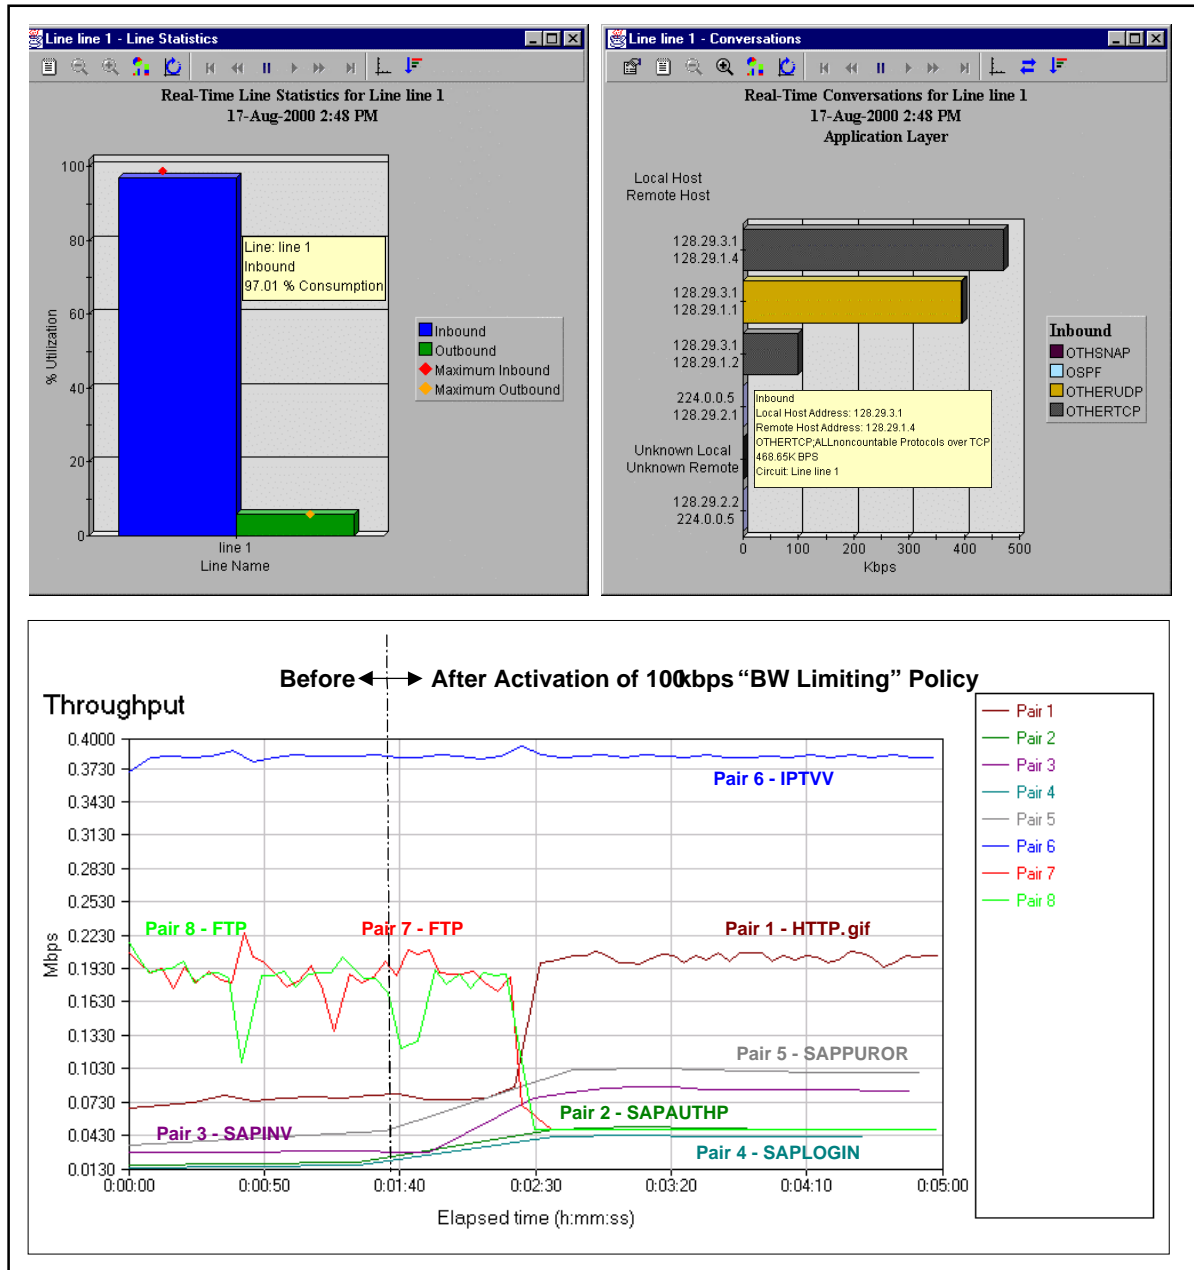 Line line 1 - Line Statistics
Real-Time Line Statistics for Line line 1
17-Aug-2000 2:48 PM
% Utilization
100
80
60
40
20
0
Line: line 1
Inbound
97.01 % Consumption
Inbound
Outbound
Maximum Inbound
Maximum Outbound
line 1
Line Name
Line line 1 - Conversations
Real-Time Conversations for Line line 1
17-Aug-2000 2:48 PM
Application Layer
Local Host
Remote Host
128.29.3.1
128.29.1.4
128.29.3.1
128.29.1.1
128.29.3.1
128.29.1.2
224.0.0.5
128.29.2.1
Unknown Local
Unknown Remote
128.29.2.2
224.0.0.5
Inbound
Local Host Address: 128.29.3.1
Remote Host Address: 128.29.1.4
OTHERTCP;ALLnoncountable Protocols over TCP
468.65K BPS
Circuit: Line line 1
0 100 200 300 400 500
Kbps
Inbound
OTHSNAP
OSPF
OTHERUDP
OTHERTCP
Before After Activation of 100kbps “BW Limiting” Policy
Throughput
Mbps
0.4000
0.3730
0.3430
0.3130
0.2830
0.2530
0.2230
0.1930
0.1630
0.1330
0.1030
0.0730
0.0430
0.0130
Pair 6 - IPTVV
Pair 8 - FTP
Pair 7 - FTP
Pair 1 - HTTP.gif
Pair 5 - SAPPUROR
Pair 2 - SAPAUTHP
Pair 3 - SAPINV
Pair 4 - SAPLOGIN
0:00:00 0:00:50 0:01:40 0:02:30 0:03:20 0:04:10 0:05:00
Elapsed time (h:mm:ss)
Pair 1
Pair 2
Pair 3
Pair 4
Pair 5
Pair 6
Pair 7
Pair 8